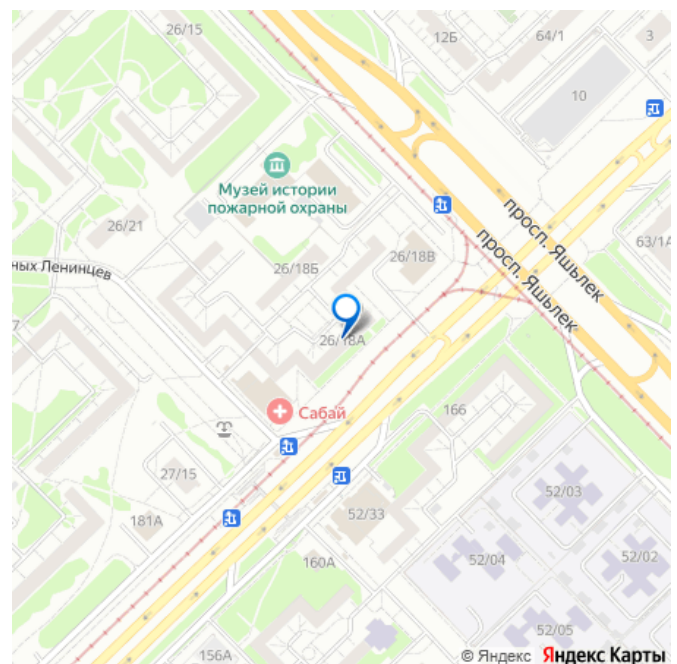 26/15
12Б
64/1
3
10
Музей истории
пожарной охраны
просп. Яшьлек
26/21
63/1А
просп. Яшьлек
26/18В
26/18Б
ных Ленинцев
7
26/18А
Сабай
166
27/15
52/03
52/33
181А
52/04
52/02
160А
52/05
156А
© Яндекс Яндекс Карты